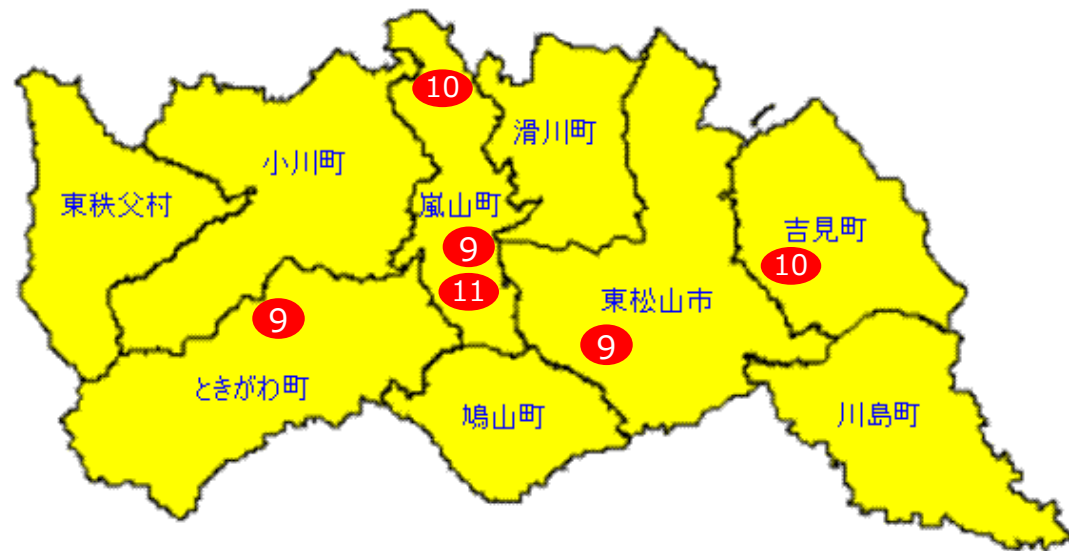 10
滑川町
小川町
東秩父村
嵐山町
吉見町
9
10
11
東松山市
9
9
ときがわ町
鳩山町
川島町